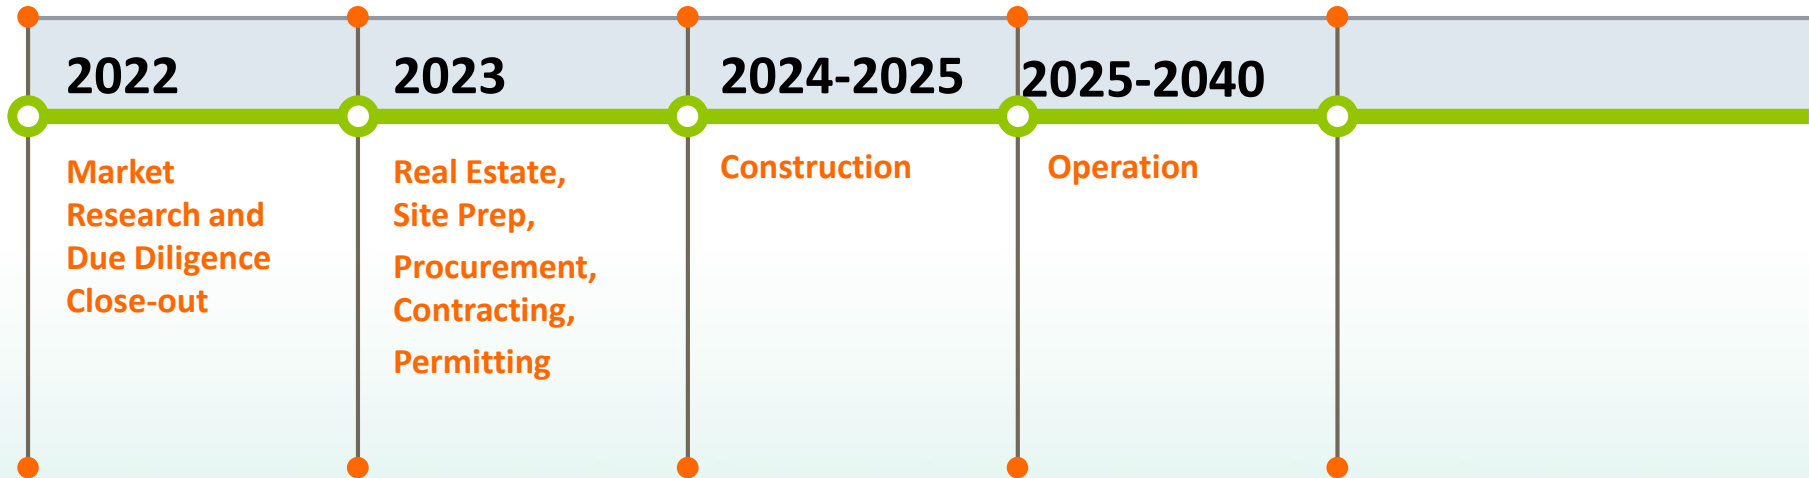 2022
2023
2024-2025
2025-2040
Market
Research and
Due Diligence
Close-out
Real Estate,
Site Prep,
Procurement,
Contracting,
Permitting
Construction
Operation